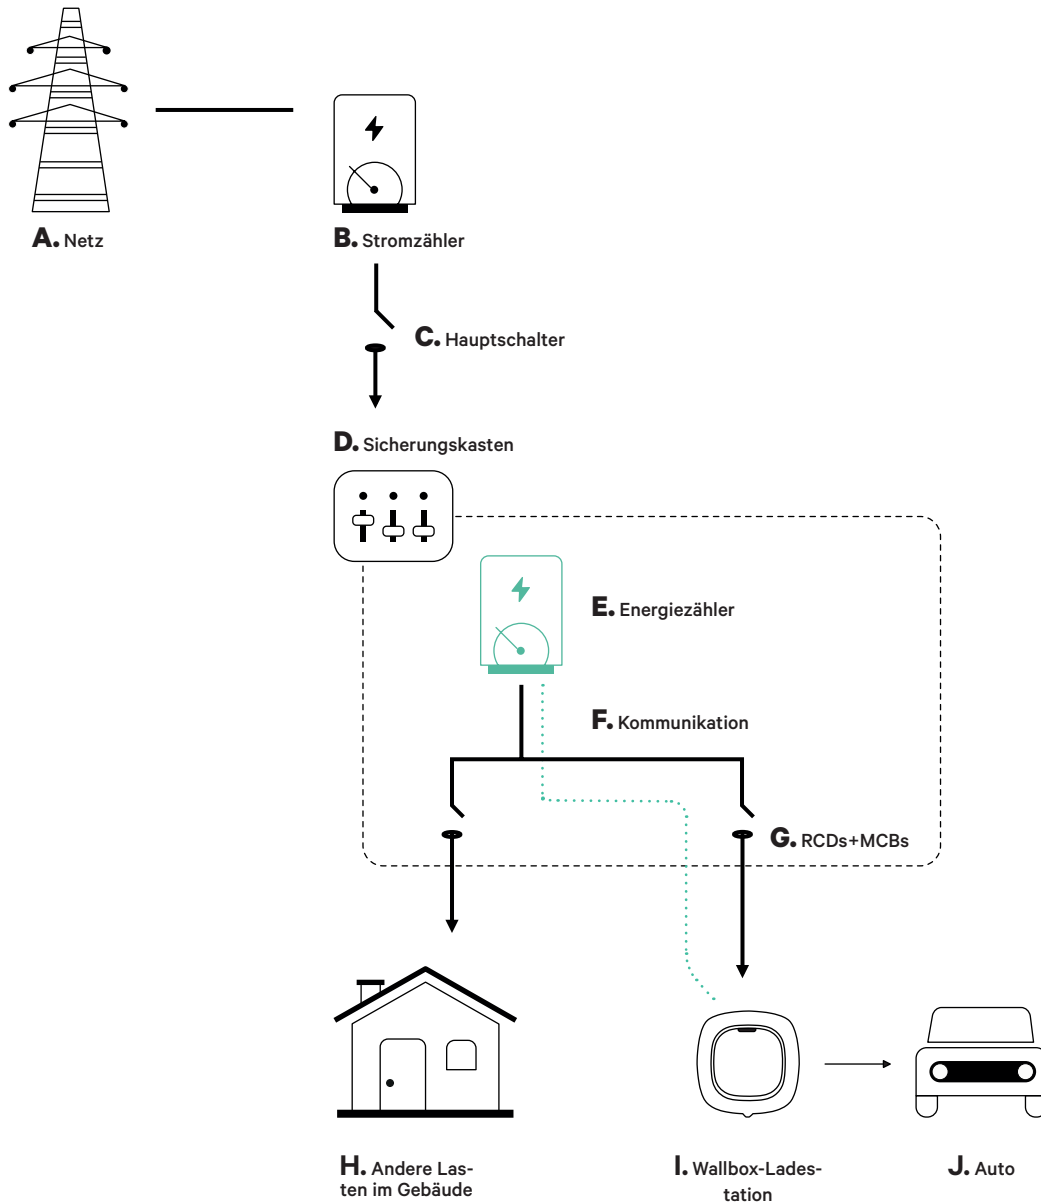 A. Netz
B. Stromzähler
C. Hauptschalter
D. Sicherungskasten
E. Energiezähler
F. Kommunikation
G. RCDs+MCBs
H. Andere Las-
ten im Gebäude
I. Wallbox-Lades-
tation
J. Auto